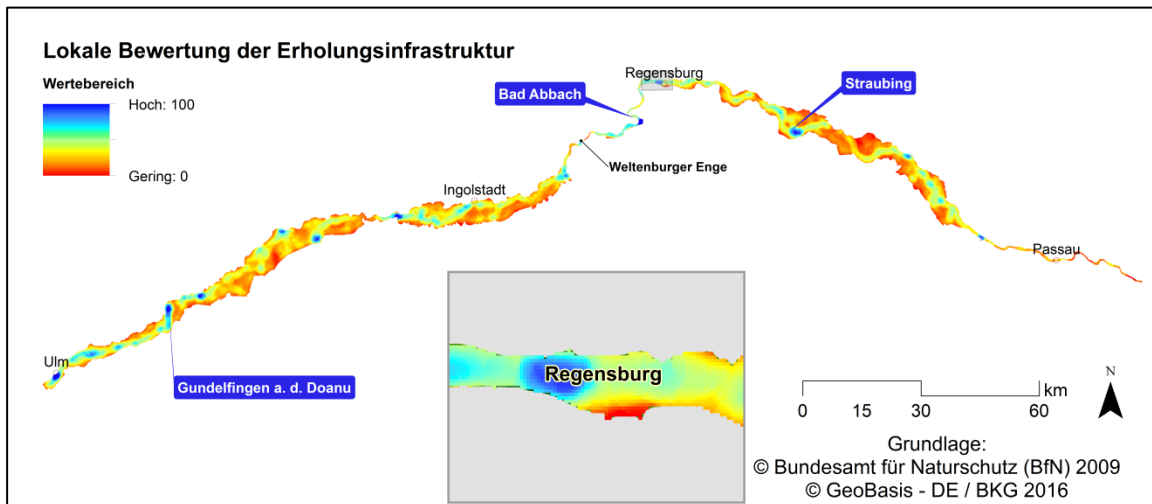 Lokale Bewertung der Erholungsinfrastruktur
Wertebereich
Hoch: 100
Gering: 0
Regensburg
Bad Abbach
Straubing
Weltenburger Enge
Ingolstadt
Passau
Ulm
Gundelfingen a. d. Doanu
Regensburg
N
km
0 15 30 60
Grundlage:
© Bundesamt für Naturschutz (BfN) 2009
© GeoBasis - DE / BKG 2016